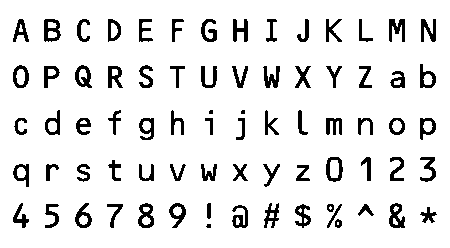 A B C D E F G H I J K L M N
O P Q R S T U V W X Y Z a b
c d e f g h i j k l m n o p
q r s t u v w x y z 0 1 2 3
4 5 6 7 8 9 ! @ # $ % ^ & *